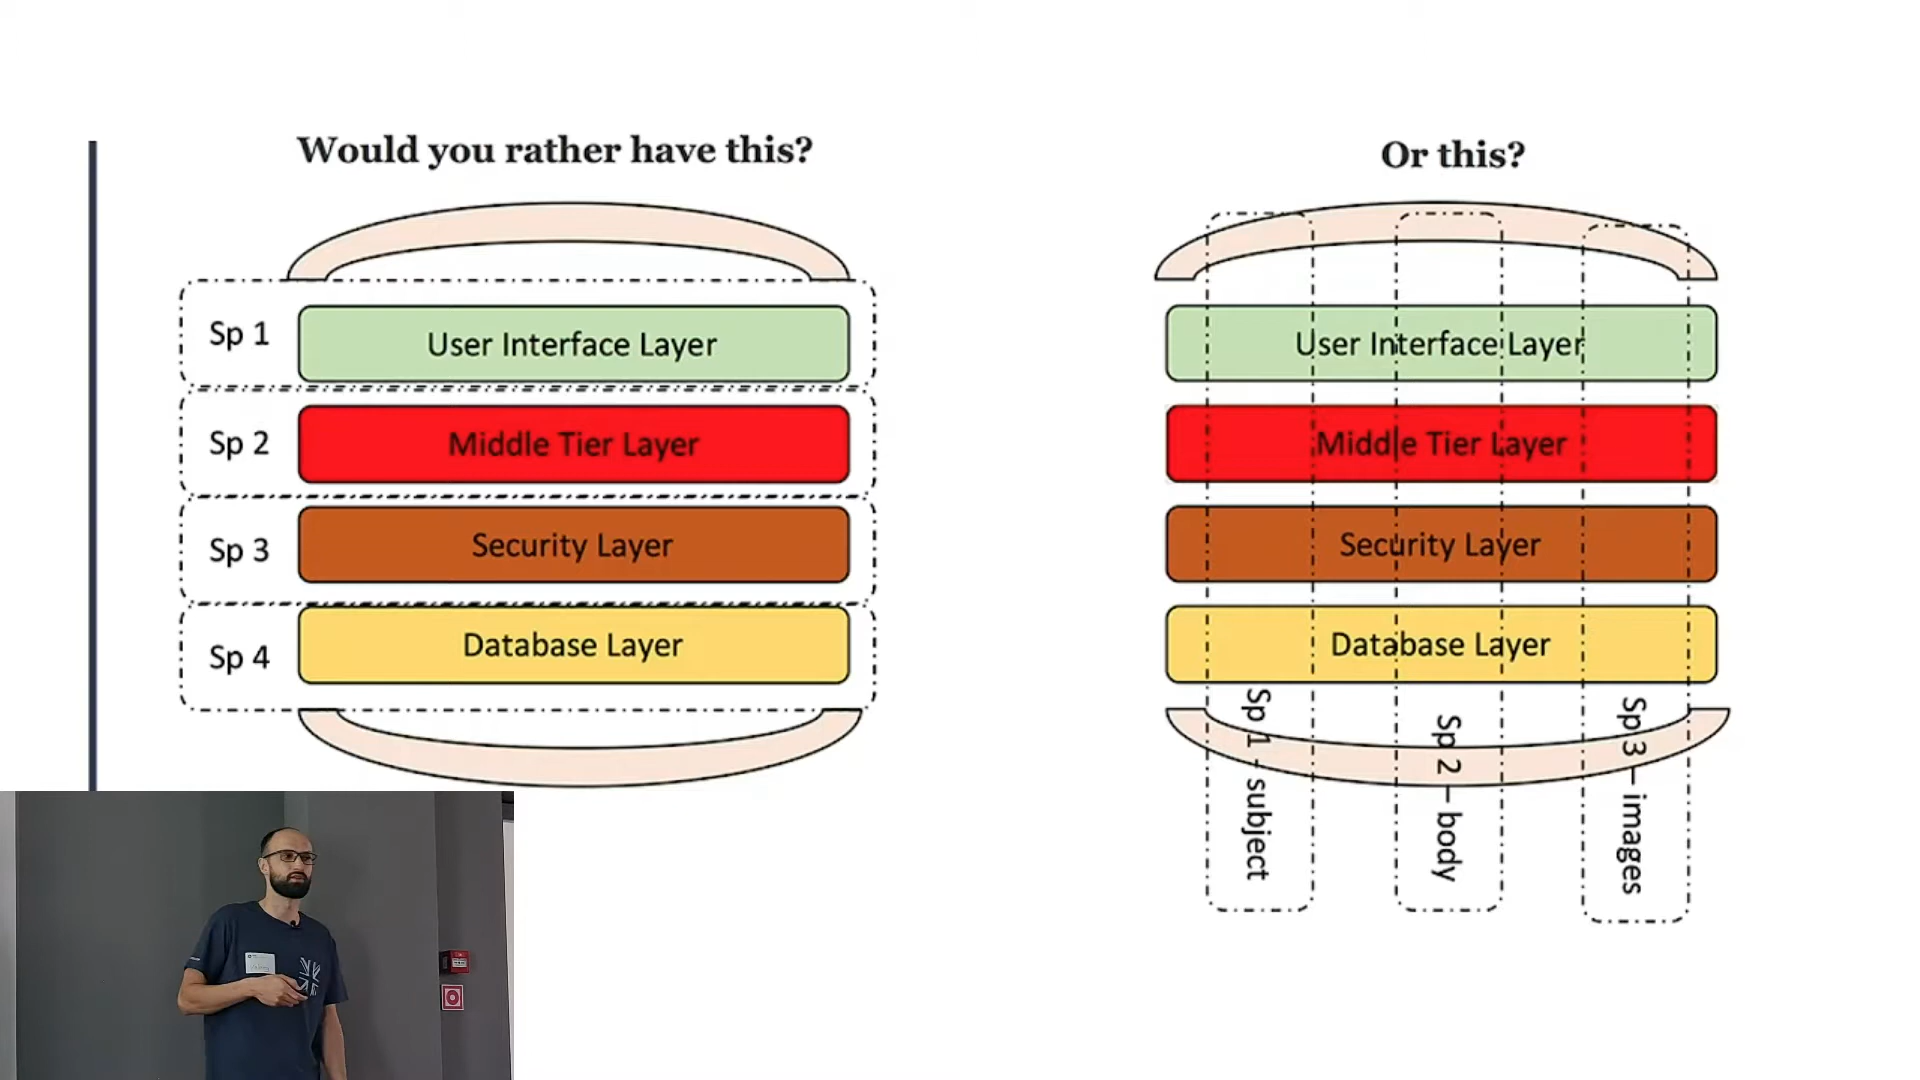 Would you rather have this?
Sp 1
User Interface Layer
Sp 2
Middle Tier Layer
Sp 3
Security Layer
Sp 4
Database Layer
Or this?
User Interface Layer
Middle Tier Layer
Security Layer
Database Layer
Sp 1 - subject
Sp 2 – body
Sp 3 – images